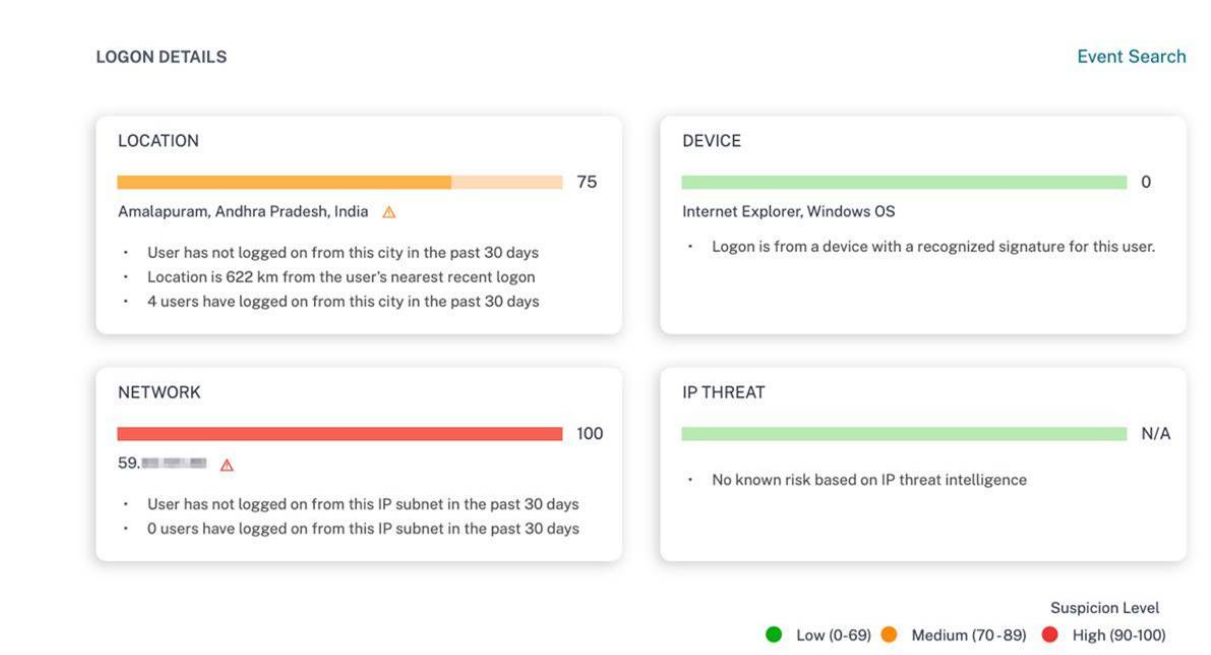 LOGON DETAILS
Event Search
LOCATION
75
Amalapuram, Andhra Pradesh, India
· User has not logged on from this city in the past 30 days
· Location is 622 km from the user's nearest recent logon
· 4 users have logged on from this city in the past 30 days
DEVICE
0
Internet Explorer, Windows OS
· Logon is from a device with a recognized signature for this user.
NETWORK
100
59.
· User has not logged on from this IP subnet in the past 30 days
· 0 users have logged on from this IP subnet in the past 30 days
IP THREAT
N/A
· No known risk based on IP threat intelligence
Suspicion Level
Low (0-69) Medium (70-89) High (90-100)